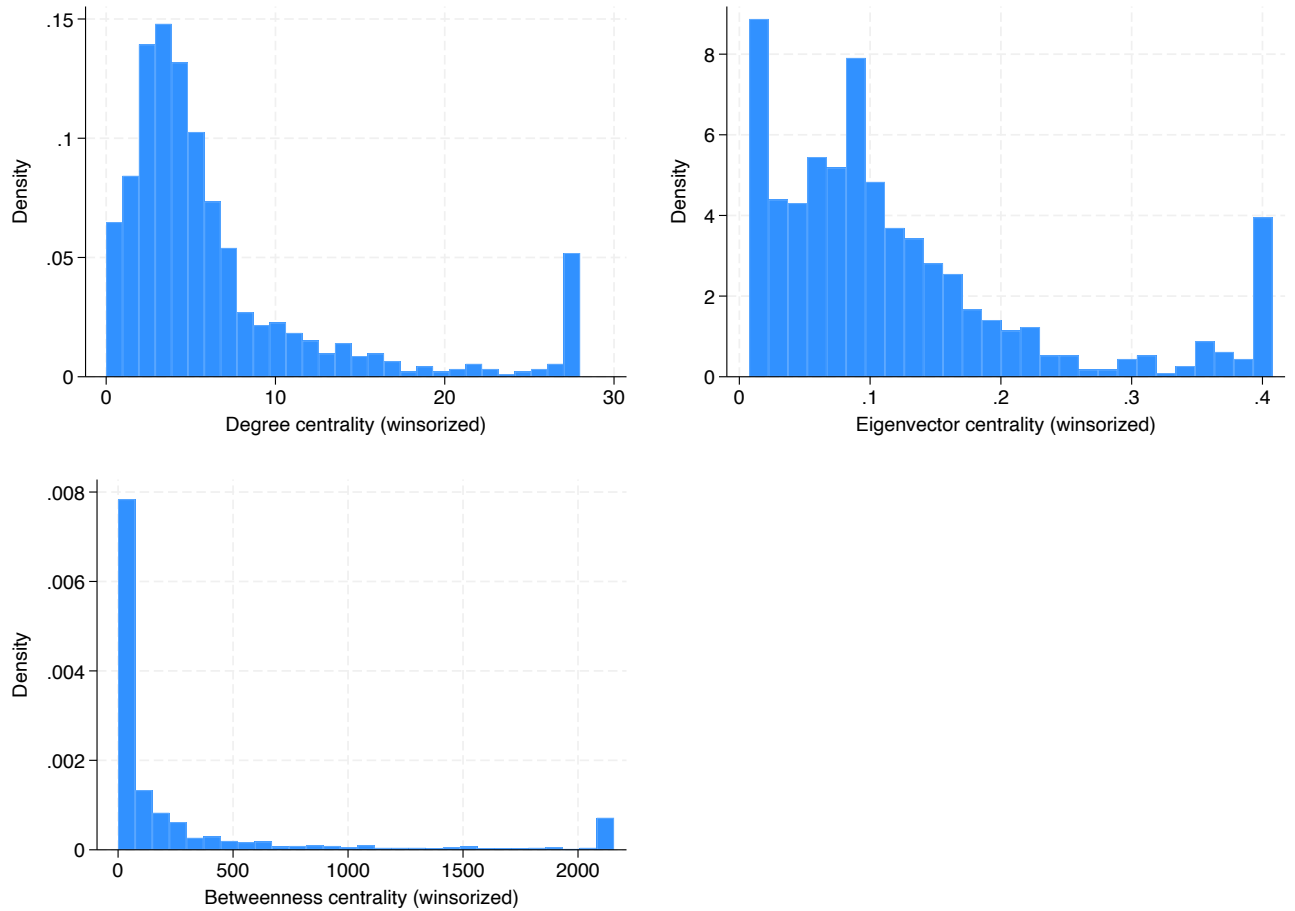 .15
.1
.05
0
Density
0 10 20 30
Degree centrality (winsorized)
8
6
4
2
0
Density
0 .1 .2 .3 .4
Eigenvector centrality (winsorized)
.008
.006
.004
.002
0
Density
0 500 1000 1500 2000
Betweenness centrality (winsorized)